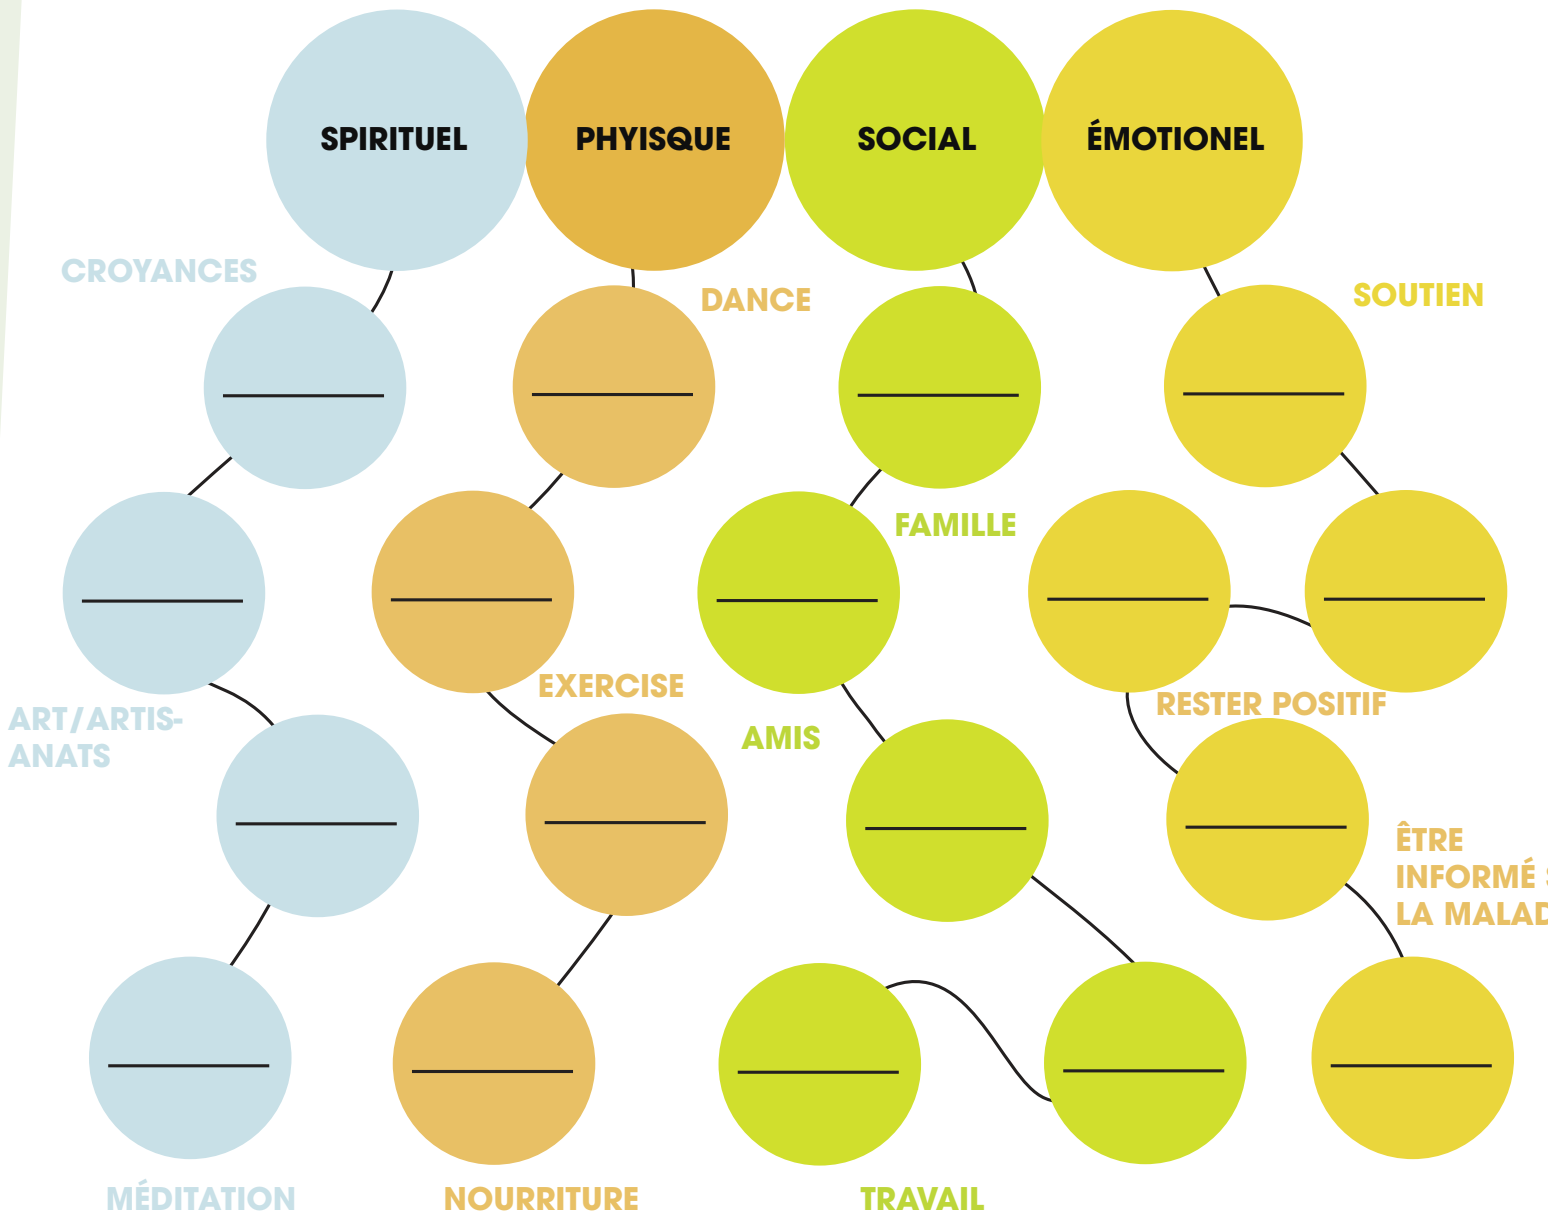 SPIRITUEL
PHYISQUE
SOCIAL
ÉMOTIONEL
CROYANCES
DANCE
SOUTIEN
FAMILLE
EXERCISE
RESTER POSITIF
ART/ARTIS-
ANATS
AMIS
ÊTRE
INFORMÉ
LA
MÉDITATION
NOURRITURE
TRAVAIL